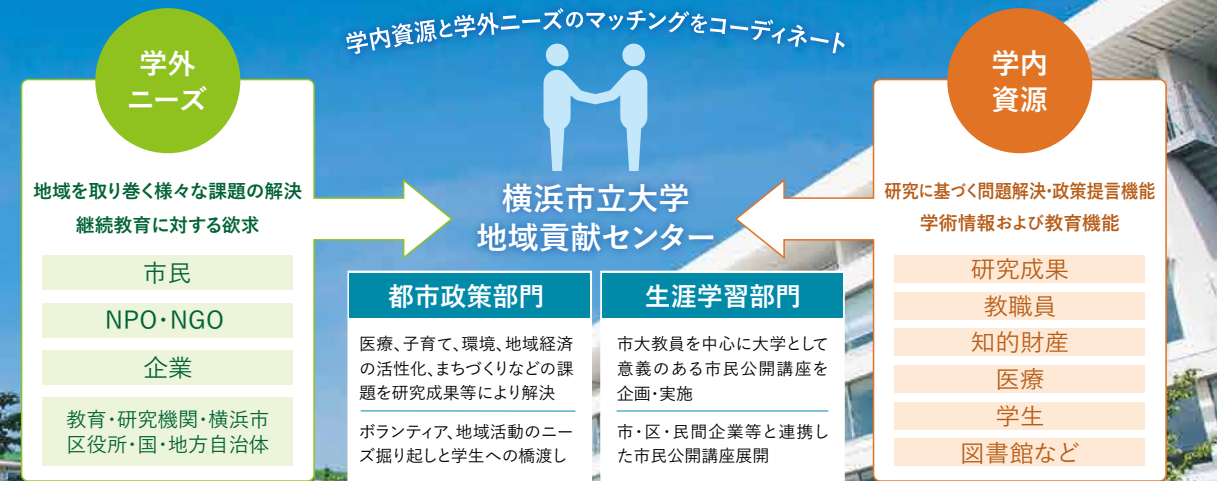 学内資源と学外ニーズのマッチングをコーディネート
学外
ニーズ
地域を取り巻く様々な課題の解決
継続教育に対する欲求
市民
NPO・NGO
企業
教育・研究機関・横浜市
区役所・国・地方自治体
横浜市立大学
地域貢献センター
都市政策部門
医療、子育て、環境、地域経済
の活性化、まちづくりなどの課
題を研究成果等により解決
ボランティア、地域活動のニー
ズ掘り起しと学生への橋渡し
生涯学習部門
市大教員を中心に大学として
意義のある市民公開講座を
企画・実施
市・区・民間企業等と連携し
た市民公開講座展開
学内
資源
研究に基づく問題解決・政策提言機能
学術情報および教育機能
研究成果
教職員
知的財産
医療
学生
図書館など